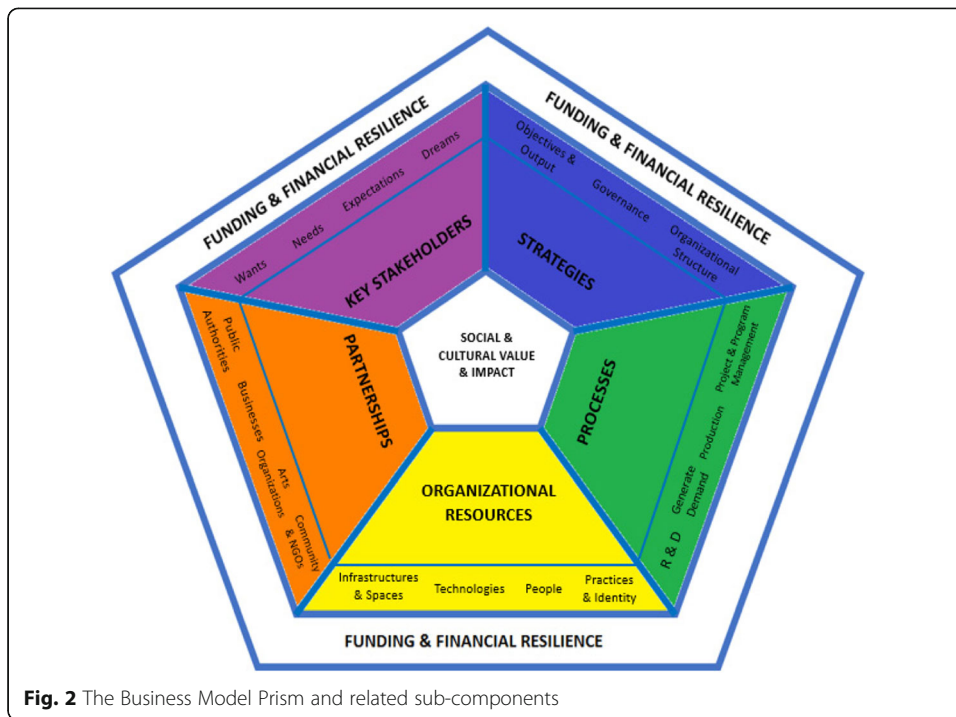 FUNDING & FINANCIAL RESILIENCE
FUNDING & FINANCIAL RESILIENCE
Wants
Needs
Expectations
Dreams
KEY STAKEHOLDERS
Objectives &
Output
Governance
Organizational
Structure
STRATEGIES
SOCIAL &
CULTURAL VALUE
& IMPACT
Public
Authorities
Businesses
Arts
Organizations
Community
& NGOs
PARTNERSHIPS
PROCESSES
Project & Program
Management
Production
Generate
Demand
R & D
ORGANIZATIONAL
RESOURCES
Infrastructures
& Spaces
Technologies
People
Practices
& Identity
FUNDING & FINANCIAL RESILIENCE
Fig. 2 The Business Model Prism and related sub-components